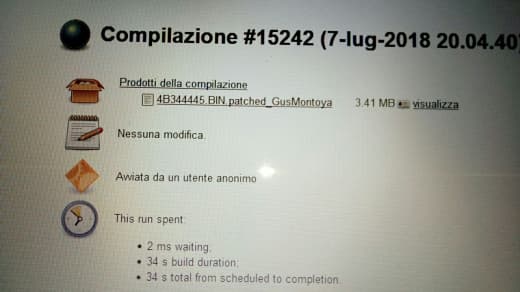 Compilazione #15242 (7-lug-2018 20.04.40)
Prodotti della compilazione
4B344445.BIN.patched_GusMontoya 3.41 MB visualizza
Nessuna modifica.
Avviata da un utente anonimo
This run spent:
• 2 ms waiting;
• 34 s build duration;
• 34 s total from scheduled to completion.